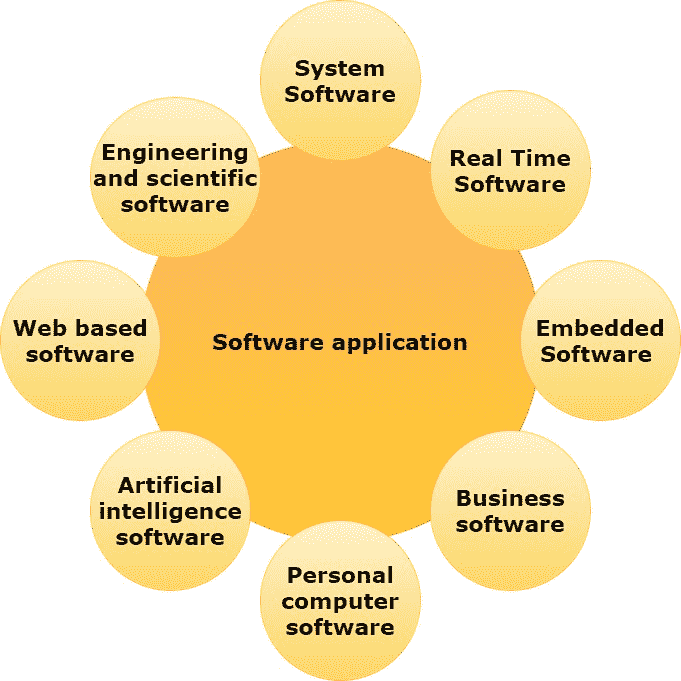 System
Software
Real Time
Software
Embedded
Software
Business
software
Personal
computer
software
Artificial
intelligence
software
Web based
software
Engineering
and scientific
software
Software application